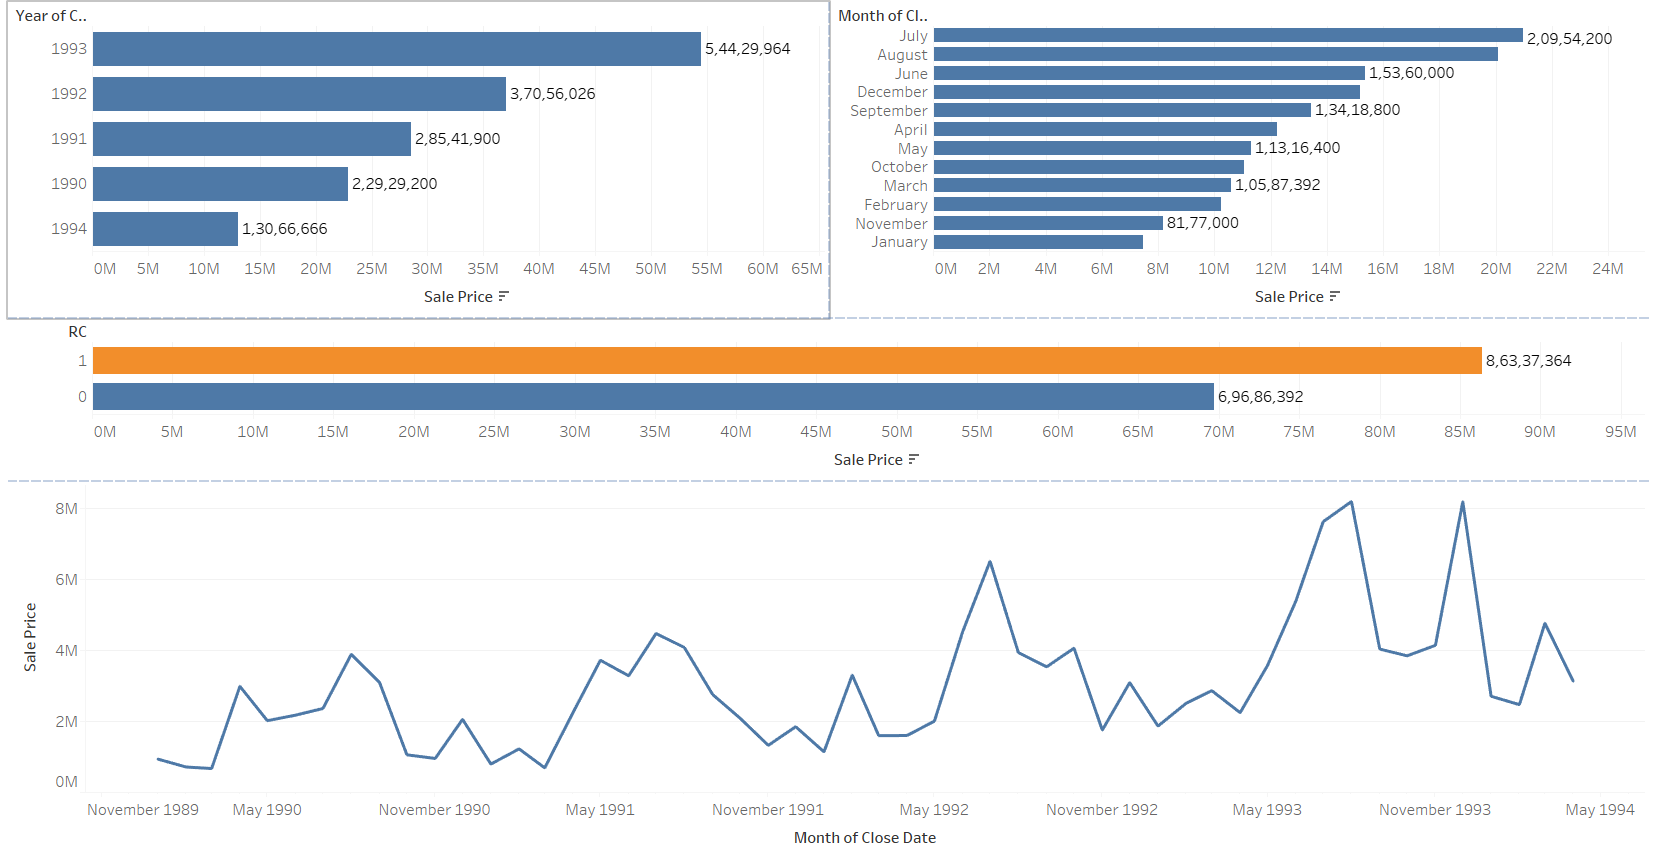 Year of C..
1993 5,44,29,964
1992 3,70,56,026
1991 2,85,41,900
1990 2,29,29,200
1994 1,30,66,666
0M 5M 10M 15M 20M 25M 30M 35M 40M 45M 50M 55M 60M 65M
Sale Price
Month of Cl..
July 2,09,54,200
August
June 1,53,60,000
December
September 1,34,18,800
April
May 1,13,16,400
October
March 1,05,87,392
February
November 81,77,000
January
0M 2M 4M 6M 8M 10M 12M 14M 16M 18M 20M 22M 24M
Sale Price
RC
1 8,63,37,364
0 6,96,86,392
0M 5M 10M 15M 20M 25M 30M 35M 40M 45M 50M 55M 60M 65M 70M 75M 80M 85M 90M 95M
Sale Price
Sale Price
8M
6M
4M
2M
0M
November 1989 May 1990 November 1990 May 1991 November 1991 May 1992 November 1992 May 1993 November 1993 May 1994
Month of Close Date